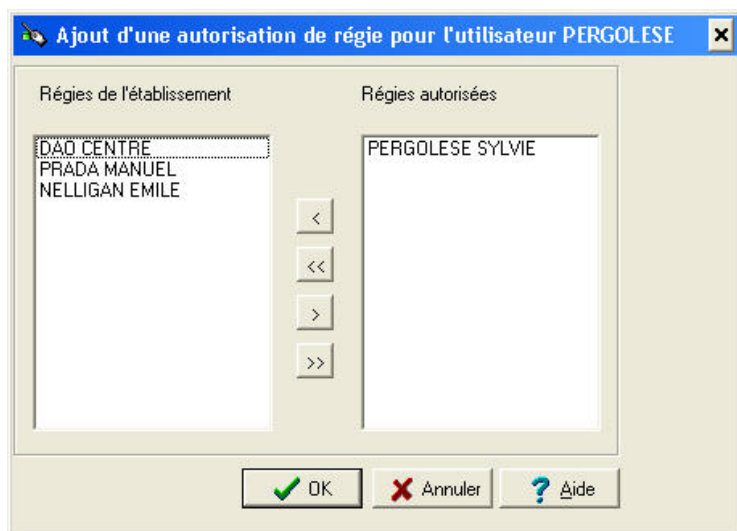 Ajout d'une autorisation de régie pour l'utilisateur PERGOLESE
Régies de l'établissement
Régies autorisées
DAO CENTRE
PRADA MANUEL
NELLIGAN EMILE
PERGOLESE SYLVIE
<
<<
>
>>
OK
Annuler
? Aide